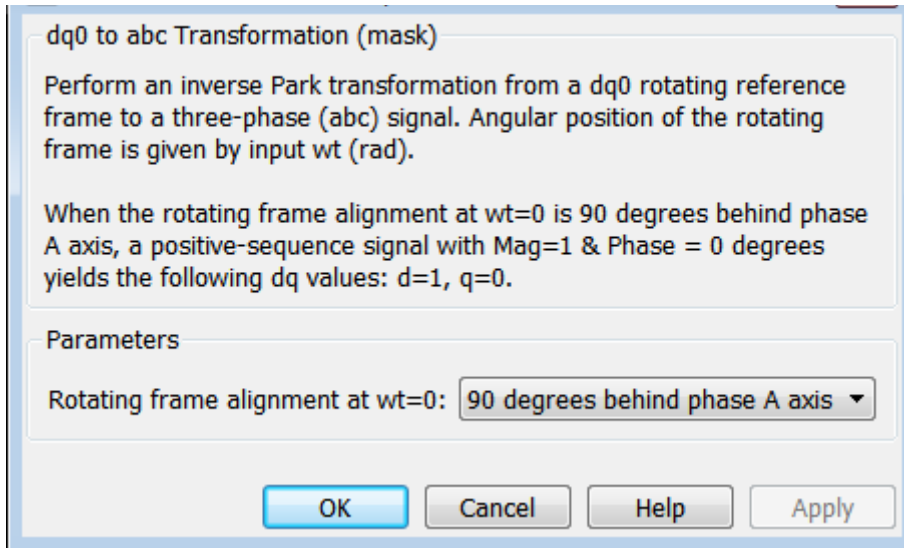 dq0 to abc Transformation (mask)
Perform an inverse Park transformation from a dq0 rotating reference
frame to a three-phase (abc) signal. Angular position of the rotating
frame is given by input wt (rad).
When the rotating frame alignment at wt=0 is 90 degrees behind phase
A axis, a positive-sequence signal with Mag=1 & Phase = 0 degrees
yields the following dq values: d=1, q=0.
Parameters
Rotating frame alignment at wt=0: 90 degrees behind phase A axis
OK Cancel Help Apply